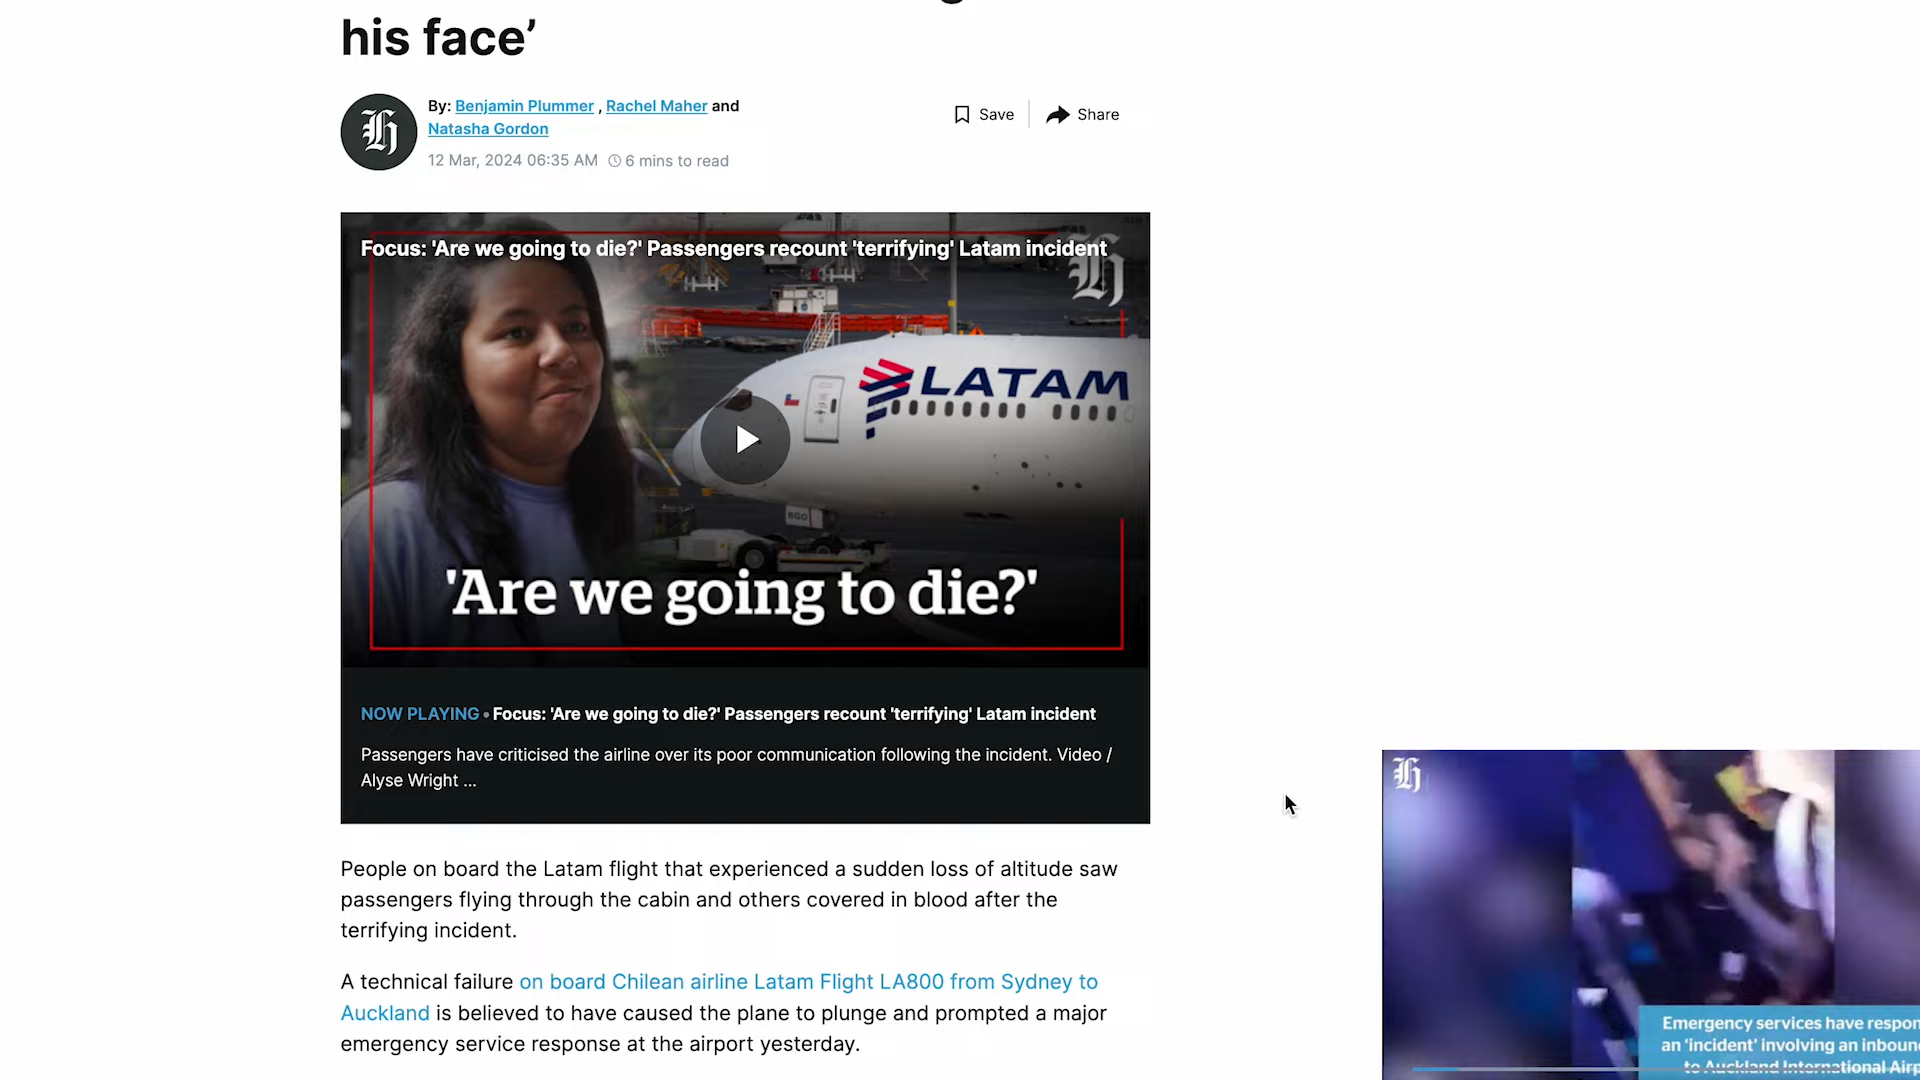 his face’
By: Benjamin Plummer , Rachel Maher and
Natasha Gordon
12 Mar, 2024 06:35 AM 6 mins to read
Save
Share
Focus: 'Are we going to die?' Passengers recount 'terrifying' Latam incident
LATAM
BGO
'Are we going to die?'
NOW PLAYING • Focus: 'Are we going to die?' Passengers recount 'terrifying' Latam incident
Passengers have criticised the airline over its poor communication following the incident. Video /
Alyse Wright ...
People on board the Latam flight that experienced a sudden loss of altitude saw
passengers flying through the cabin and others covered in blood after the
terrifying incident.
A technical failure on board Chilean airline Latam Flight LA800 from Sydney to
Auckland is believed to have caused the plane to plunge and prompted a major
emergency service response at the airport yesterday.
Emergency services have respon
an ‘incident’ involving an inboun
to Auckland International Airp